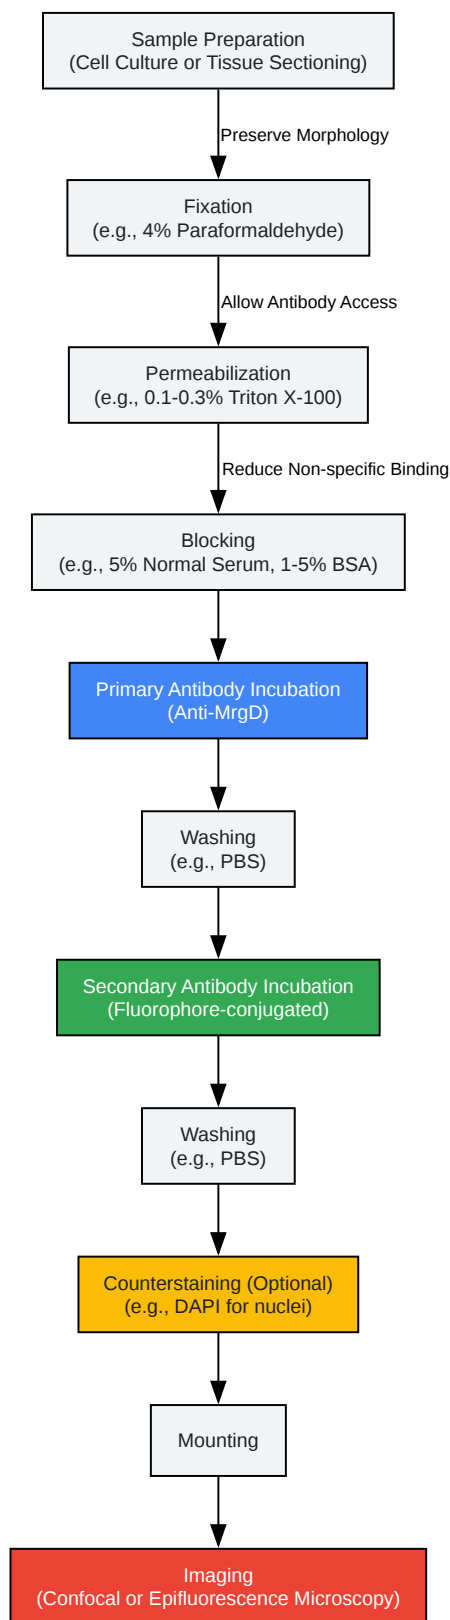 Sample Preparation
(Cell Culture or Tissue Sectioning)
Preserve Morphology
Fixation
(e.g., 4% Paraformaldehyde)
Allow Antibody Access
Permeabilization
(e.g., 0.1-0.3% Triton X-100)
Reduce Non-specific Binding
Blocking
(e.g., 5% Normal Serum, 1-5% BSA)
Primary Antibody Incubation
(Anti-MrgD)
Washing
(e.g., PBS)
Secondary Antibody Incubation
(Fluorophore-conjugated)
Washing
(e.g., PBS)
Counterstaining (Optional)
(e.g., DAPI for nuclei)
Mounting
Imaging
(Confocal or Epifluorescence Microscopy)